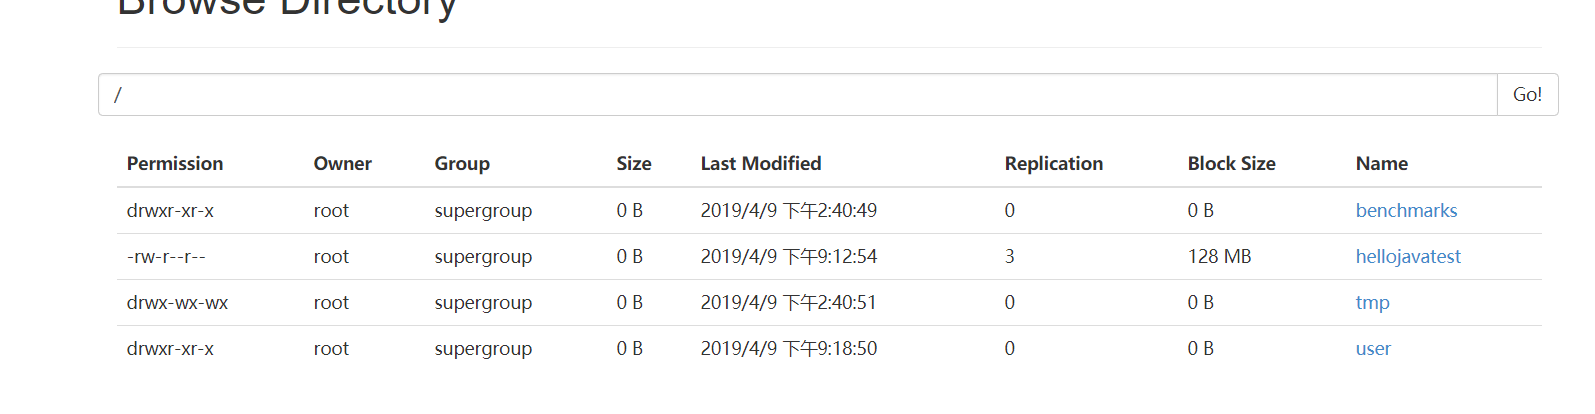 Browse Directory
/ Go!
Permission Owner Group Size Last Modified Replication Block Size Name
drwxr-xr-x root supergroup 0 B 2019/4/9 下午2:40:49 0 0 B benchmarks
-rw-r--r-- root supergroup 0 B 2019/4/9 下午9:12:54 3 128 MB hellojavatest
drwx-wx-wx root supergroup 0 B 2019/4/9 下午2:40:51 0 0 B tmp
drwxr-xr-x root supergroup 0 B 2019/4/9 下午9:18:50 0 0 B user